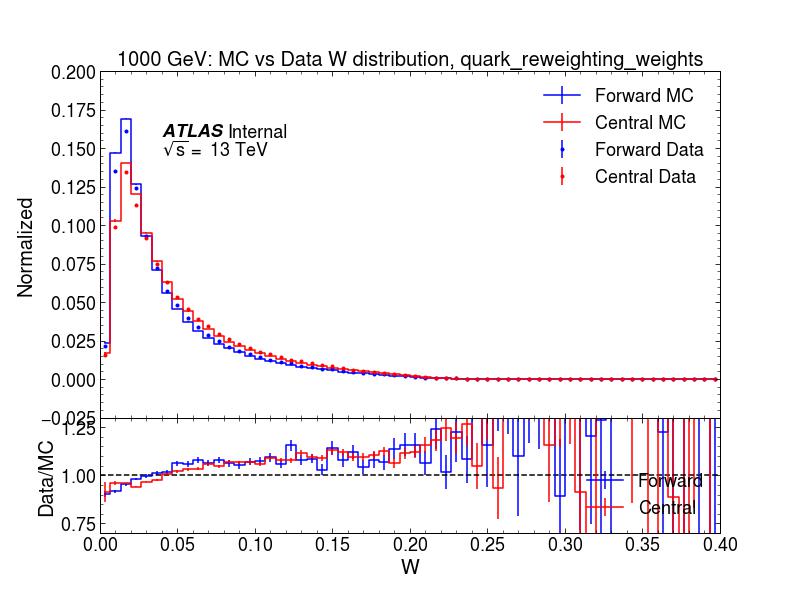 1000 GeV: MC vs Data W distribution, quark_reweighting_weights
0.200
0.175
0.150
0.125
0.100
0.075
0.050
0.025
0.000
−0.025
Normalized
ATLAS Internal
√s = 13 TeV
Forward MC
Central MC
Forward Data
Central Data
1.25
1.00
0.75
Data/MC
Forward
Central
0.00 0.05 0.10 0.15 0.20 0.25 0.30 0.35 0.40
W